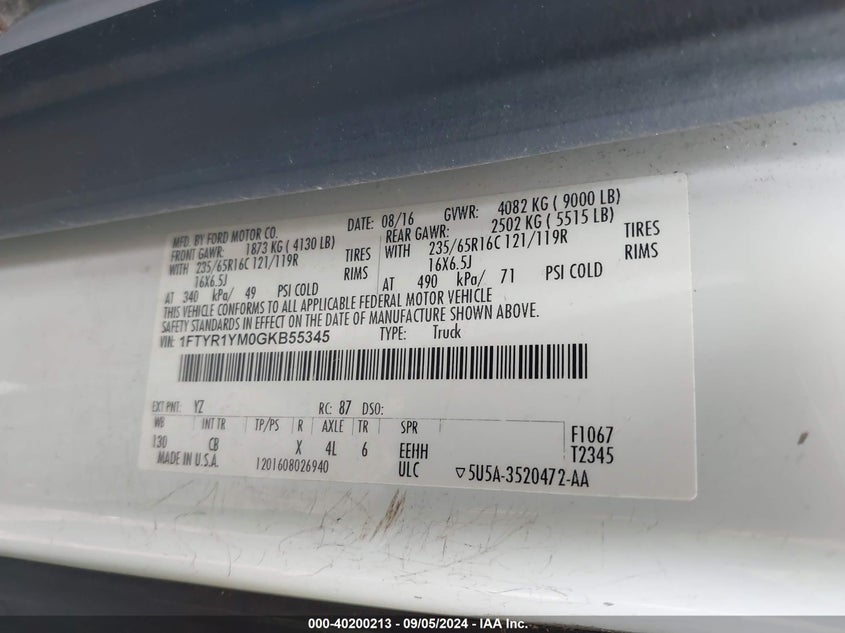 MFD. BY FORD MOTOR CO. DATE: 08/16 GVWR: 4082 KG ( 9000 LB)
FRONT GAWR: 1873 KG ( 4130 LB) REAR GAWR: 2502 KG ( 5515 LB)
WITH 235/65R16C 121/119R TIRES WITH 235/65R16C 121/119R TIRES
16X6.5J RIMS 16X6.5J RIMS
AT 340 kPa/ 49 PSI COLD AT 490 kPa/ 71 PSI COLD
THIS VEHICLE CONFORMS TO ALL APPLICABLE FEDERAL MOTOR VEHICLE
SAFETY STANDARDS IN EFFECT ON THE DATE OF MANUFACTURE SHOWN ABOVE.
VIN: 1FTYR1YM0GKB55345 TYPE: Truck
EXT PNT: YZ RC: 87 DSO:
WB INT TR TP/PS R AXLE TR SPR
130 CB X 4L 6 EEHH F1067
MADE IN U.S.A. 1201608026940 ULC T2345
▽5U5A-3520472-AA
000-40200213 - 09/05/2024 - IAA Inc.